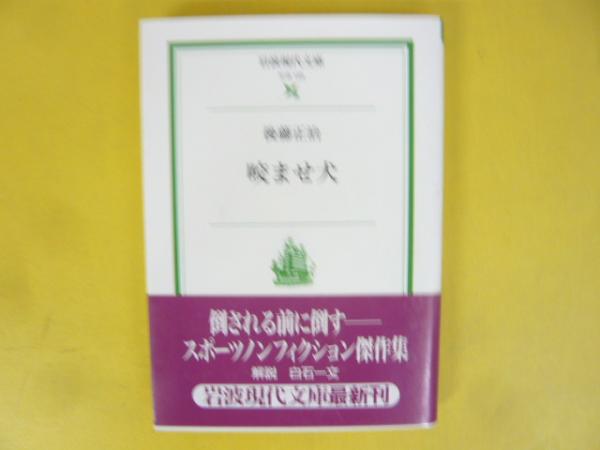 岩波現代文庫
後藤正治
咬ませ犬
倒される前に倒す——
スポーツノンフィクション傑作集
解説 白石一文
岩波現代文庫最新刊